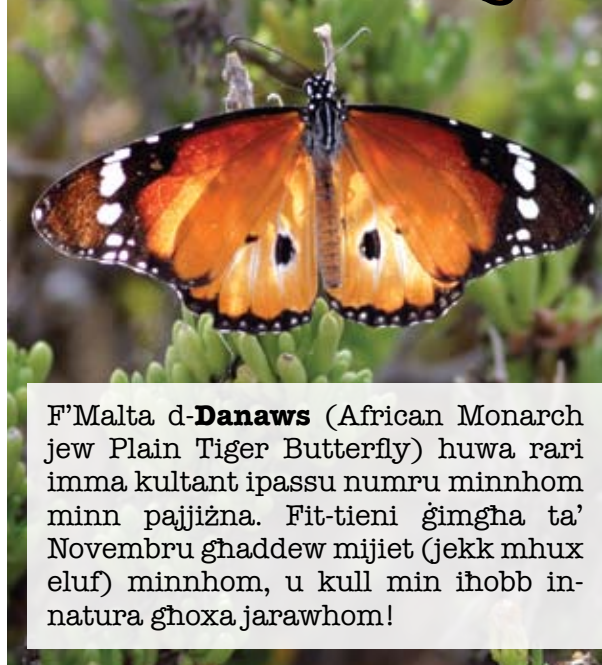 F’Malta d-Danaws (African Monarch
jew Plain Tiger Butterfly) huwa rari
imma kultant ipassu numru minnhom
minn pajjiżna. Fit-tieni ġimgħa ta’
Novembru għaddew mijiet (jekk mhux
eluf) minnhom, u kull min iħobb in-
natura għoxa jarawhom!